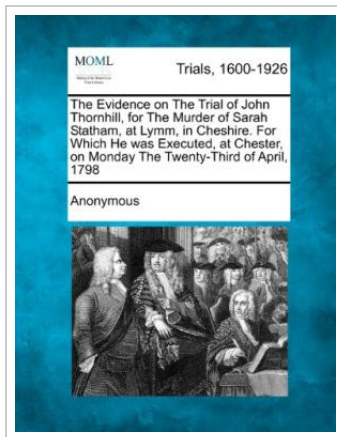 MOML
Trials, 1600-1926
The Evidence on The Trial of John
Thornhill, for The Murder of Sarah
Statham, at Lymm, in Cheshire. For
Which He was Executed, at Chester,
on Monday The Twenty-Third of April,
1798
Anonymous